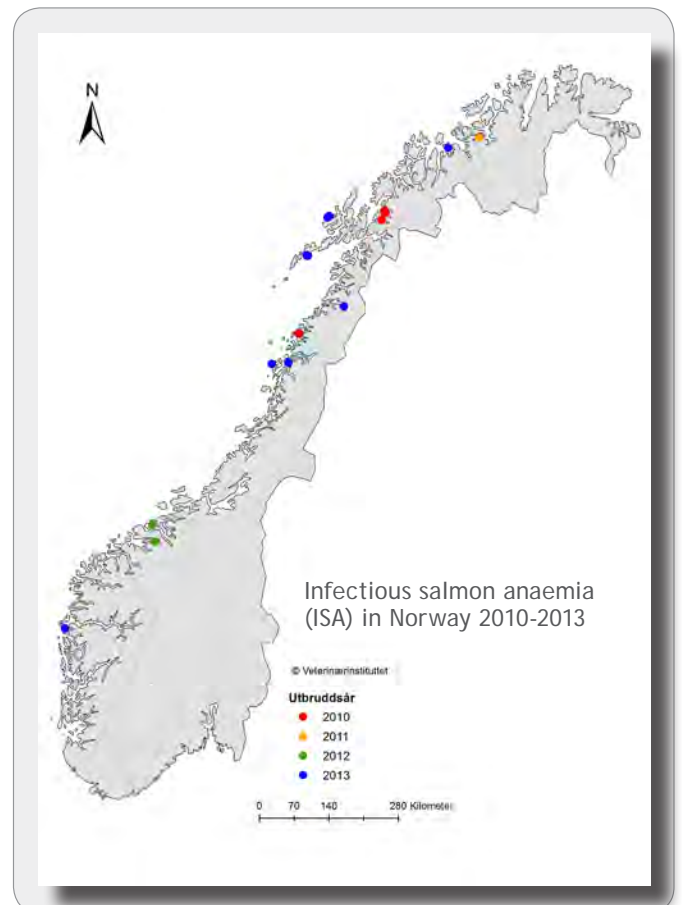 N
Infectious salmon anaemia
(ISA) in Norway 2010-2013
© Veterinærinstituttet
Utbruddsår
2010
2011
2012
2013
0 70 140 280 Kilometer